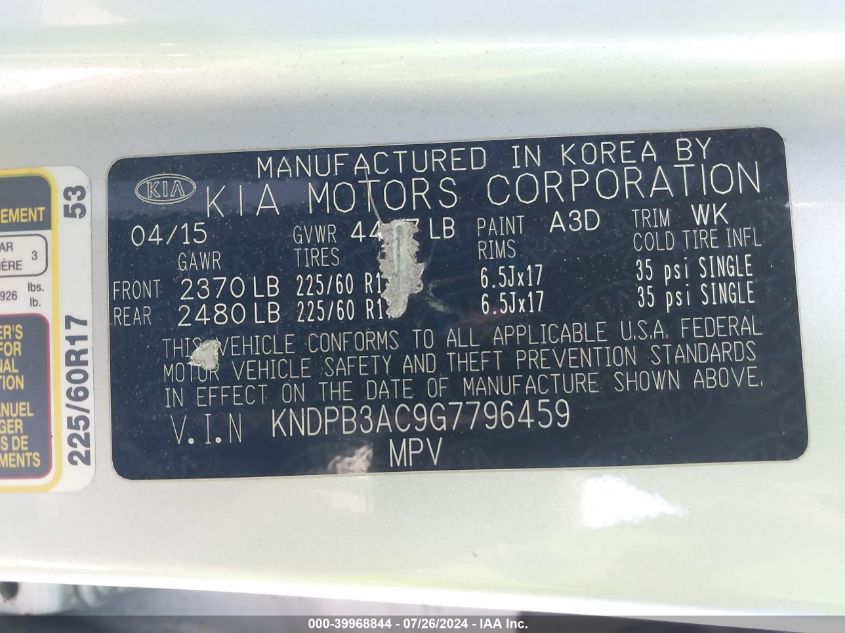 MANUFACTURED IN KOREA BY
KIA KIA MOTORS CORPORATION
04/15 GVWR LB PAINT A3D TRIM WK
GAWR TIRES RIMS COLD TIRE INFL
FRONT 2370 LB 225/60 6.5Jx17 35 psi SINGLE
REAR 2480 LB 225/60 6.5Jx17 35 psi SINGLE
THIS VEHICLE CONFORMS TO ALL APPLICABLE U.S.A. FEDERAL
MOTOR VEHICLE SAFETY AND THEFT PREVENTION STANDARDS
IN EFFECT ON THE DATE OF MANUFACTURE SHOWN ABOVE.
V.I.N KNDPB3AC9G7796459
MPV
53
225/60R17
3
926 lbs.
lb.
000-39968844 - 07/26/2024 - IAA Inc.